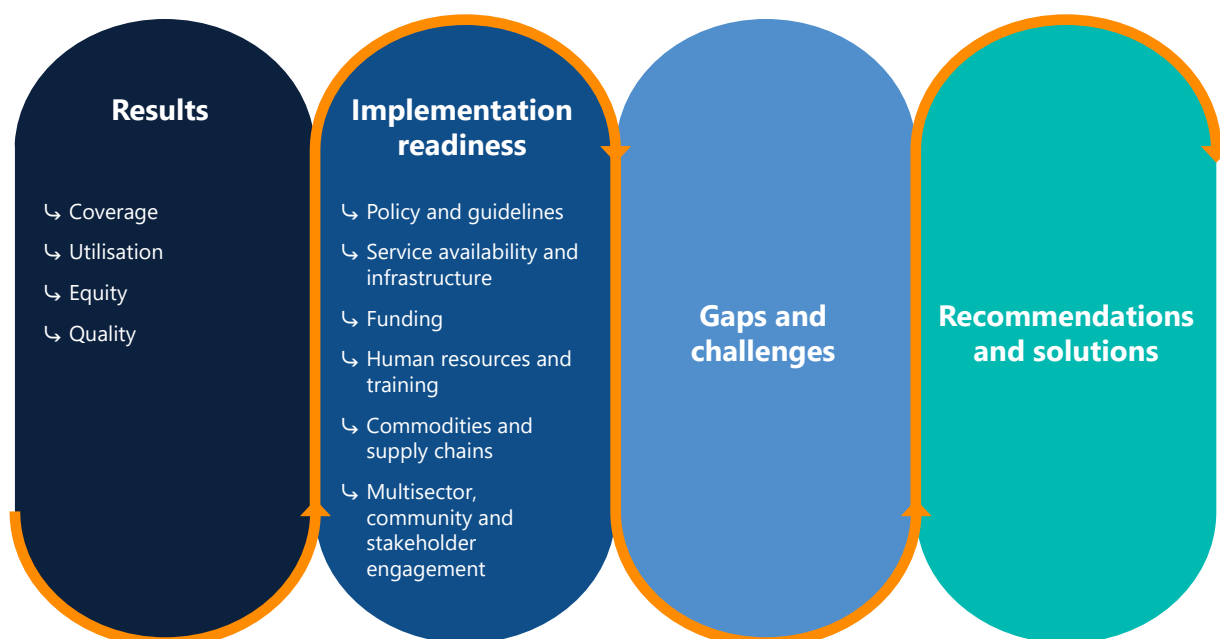 Results
↳ Coverage
↳ Utilisation
↳ Equity
↳ Quality
Implementation
readiness
↳ Policy and guidelines
↳ Service availability and
infrastructure
↳ Funding
↳ Human resources and
training
↳ Commodities and
supply chains
↳ Multisector,
community and
stakeholder
engagement
Gaps and
challenges
Recommendations
and solutions